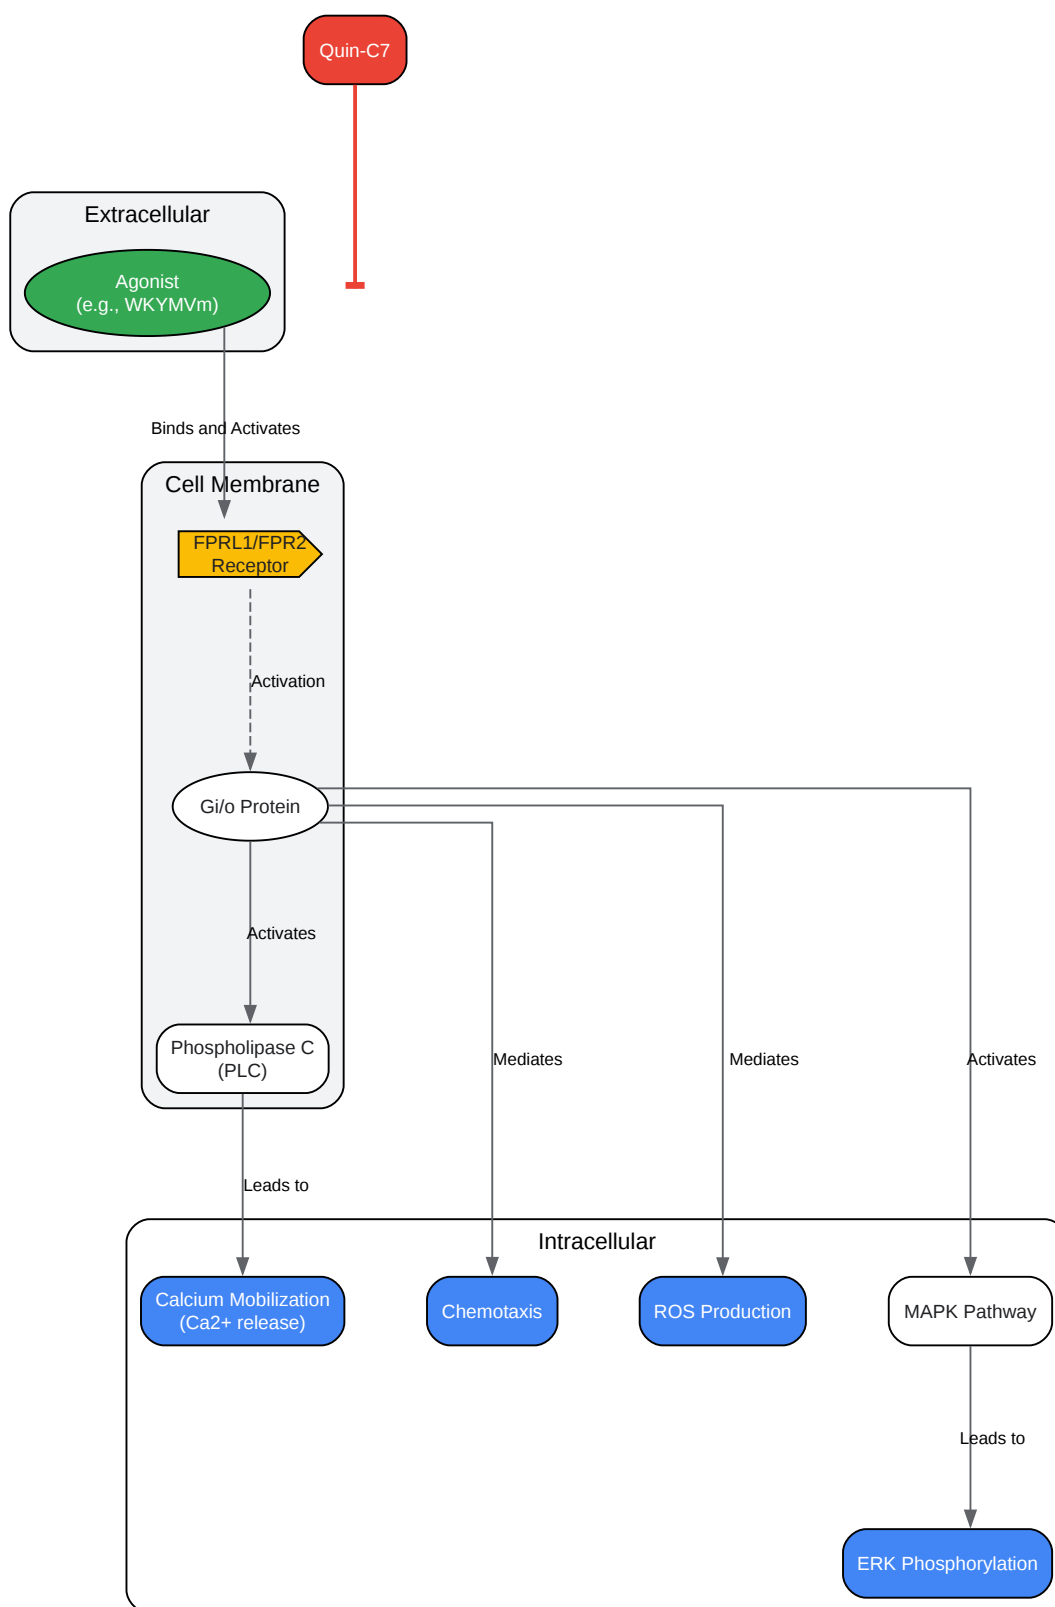 Quin-C7
Extracellular
Agonist
(e.g., WKYMVm)
Binds and Activates
Cell Membrane
FPRL1/FPR2
Receptor
Activation
Gi/o Protein
Activates
Phospholipase C
(PLC)
Mediates
Mediates
Activates
Leads to
Intracellular
Calcium Mobilization
(Ca2+ release)
Chemotaxis
ROS Production
MAPK Pathway
Leads to
ERK Phosphorylation